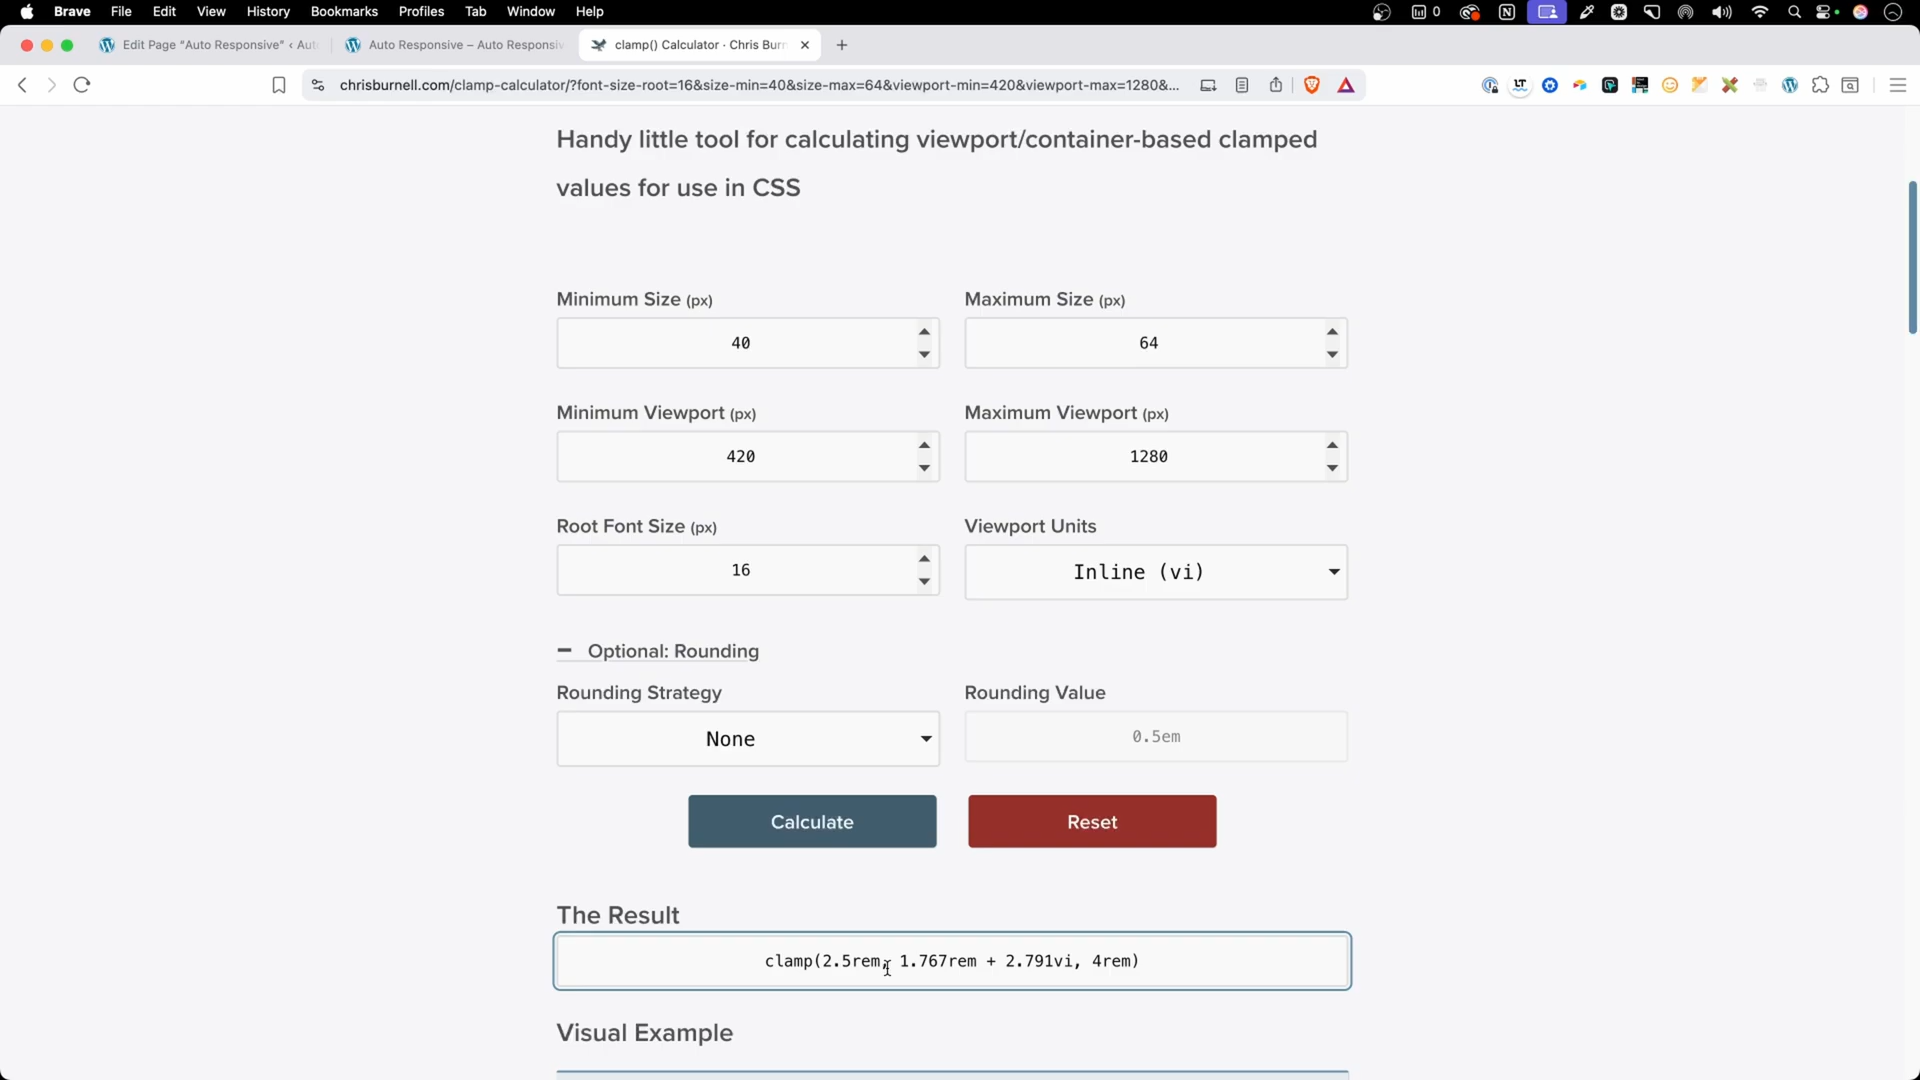 Brave File Edit View History Bookmarks Profiles Tab Window Help 0
Edit Page “Auto Responsive” ‹ Aut
Auto Responsive – Auto Responsiv
clamp() Calculator · Chris Burn
chrisburnell.com/clamp-calculator/?font-size-root=16&size-min=40&size-max=64&viewport-min=420&viewport-max=1280&...
Handy little tool for calculating viewport/container-based clamped
values for use in CSS
Minimum Size (px)
Maximum Size (px)
40
64
Minimum Viewport (px)
Maximum Viewport (px)
420
1280
Root Font Size (px)
Viewport Units
16
Inline (vi)
Optional: Rounding
Rounding Strategy
Rounding Value
None
0.5em
Calculate
Reset
The Result
clamp(2.5rem, 1.767rem + 2.791vi, 4rem)
Visual Example